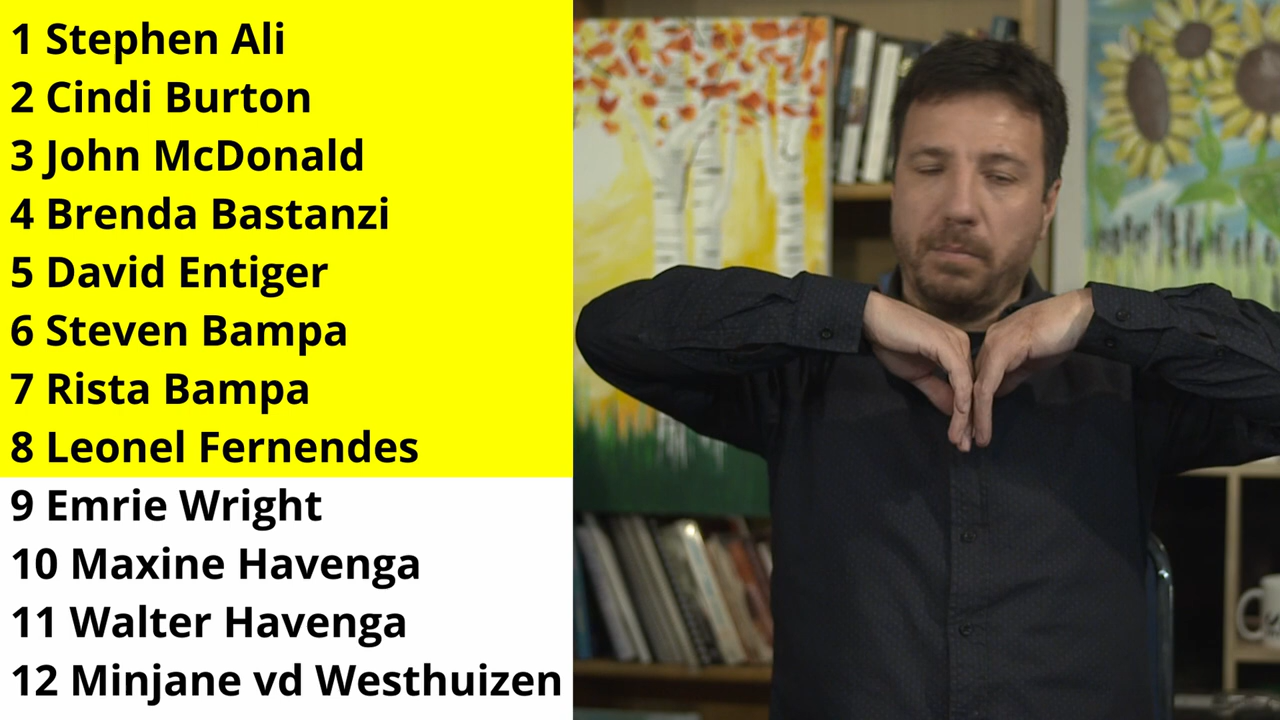 1 Stephen Ali
2 Cindi Burton
3 John McDonald
4 Brenda Bastanzi
5 David Entiger
6 Steven Bampa
7 Rista Bampa
8 Leonel Fernendes
9 Emrie Wright
10 Maxine Havenga
11 Walter Havenga
12 Minjane vd Westhuizen